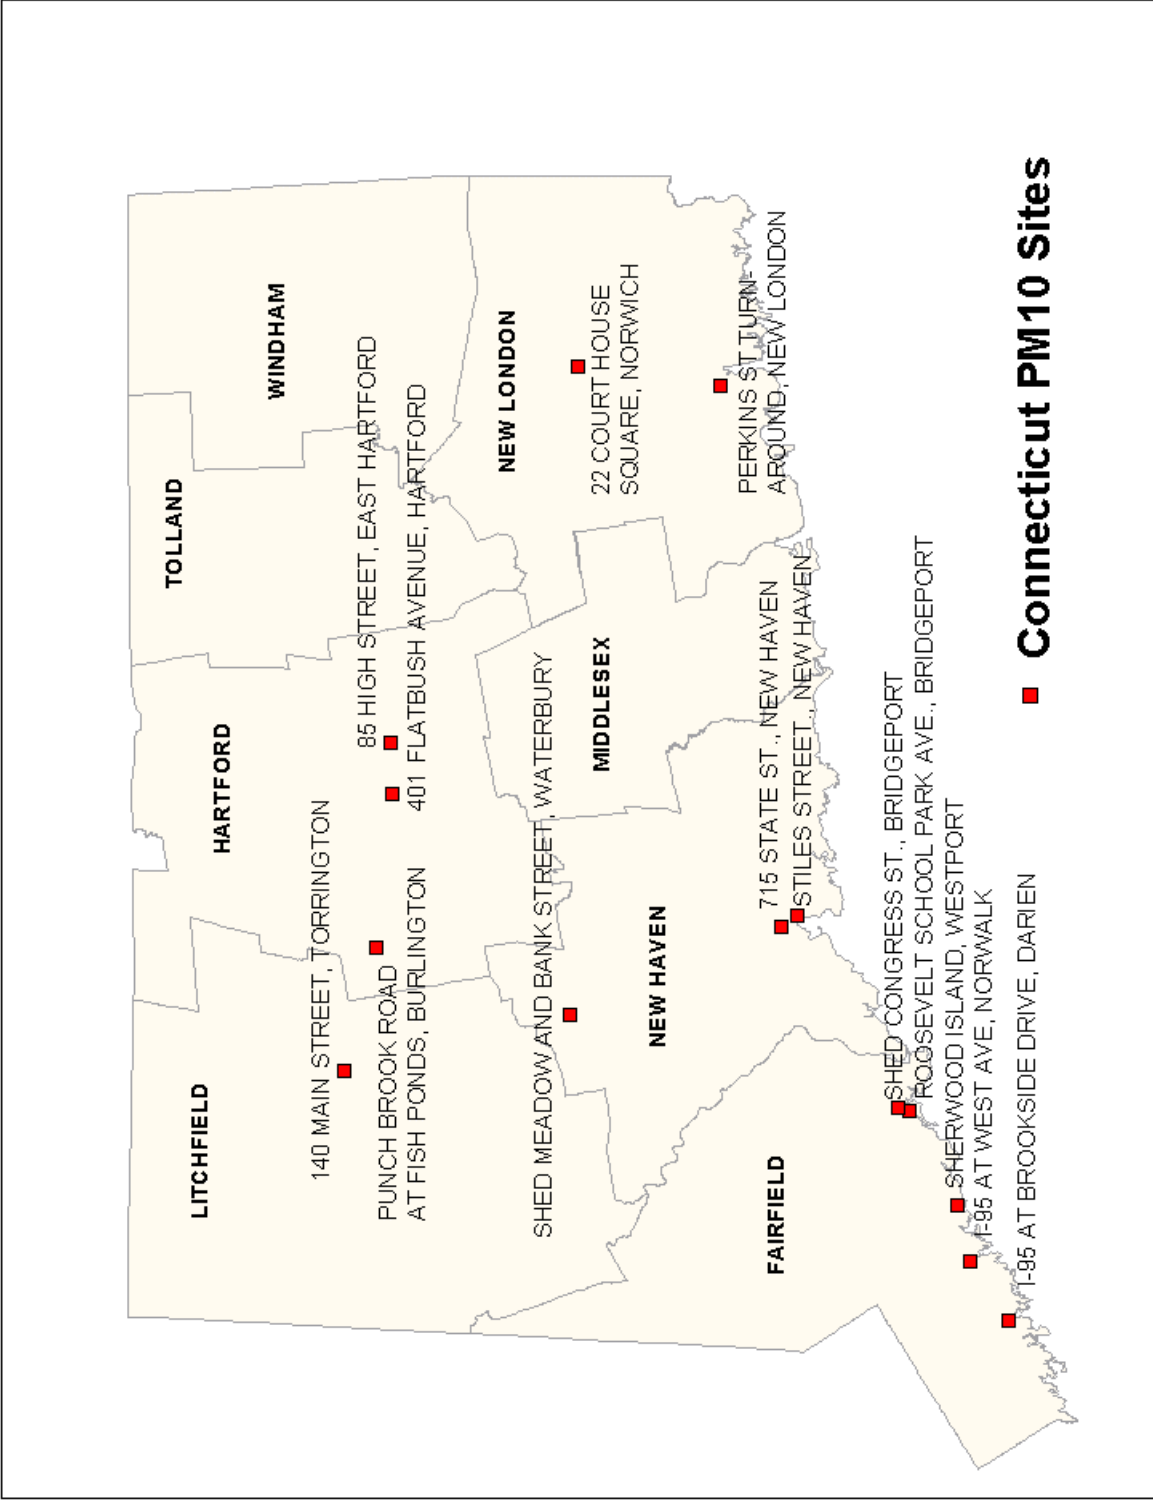 LITCHFIELD
HARTFORD
TOLLAND
WINDHAM
140 MAIN STREET, TORRINGTON
PUNCH BROOK ROAD
AT FISH PONDS, BURLINGTON
85 HIGH STREET, EAST HARTFORD
401 FLATBUSH AVENUE, HARTFORD
SHED MEADOW AND BANK STREET, WATERBURY
NEW HAVEN
MIDDLESEX
NEW LONDON
22 COURT HOUSE
SQUARE, NORWICH
PERKINS ST TURN-
AROUND, NEW LONDON
FAIRFIELD
715 STATE ST., NEW HAVEN
STILES STREET., NEW HAVEN
SHED CONGRESS ST., BRIDGEPORT
ROOSEVELT SCHOOL PARK AVE., BRIDGEPORT
SHERWOOD ISLAND, WESTPORT
I-95 AT WEST AVE, NORWALK
I-95 AT BROOKSIDE DRIVE, DARIEN
Connecticut PM10 Sites